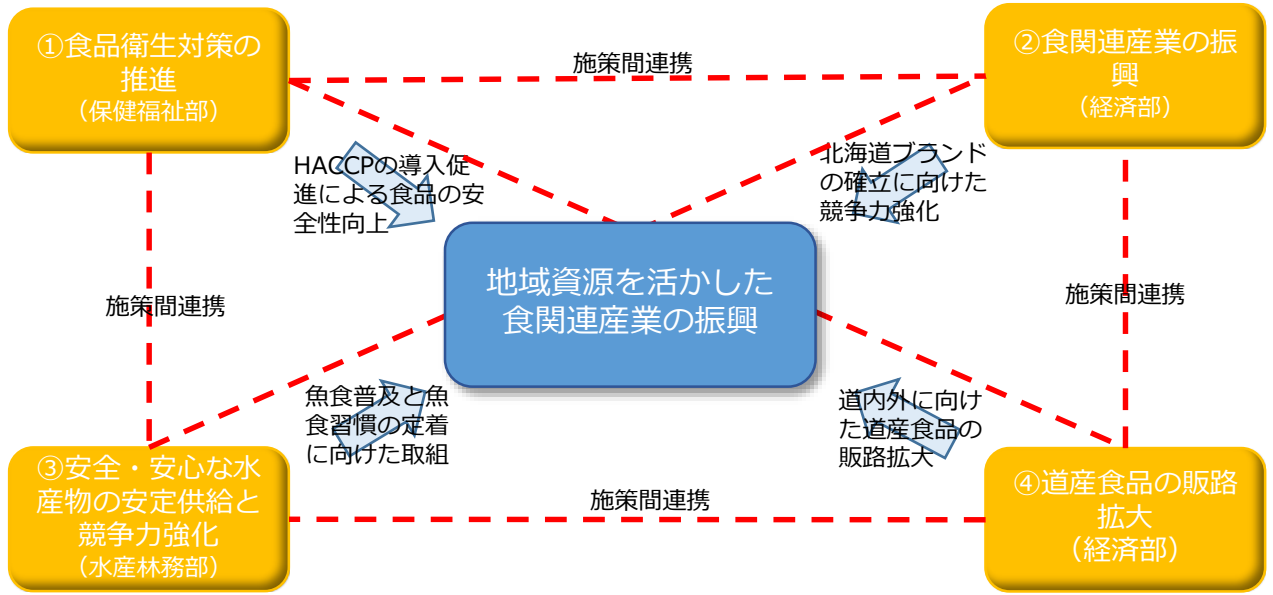 ①食品衛生対策の
推進
（保健福祉部）
施策間連携
②食関連産業の振
興
（経済部）
HACCPの導入促
進による食品の安
全性向上
北海道ブランド
の確立に向けた
競争力強化
地域資源を活かした
食関連産業の振興
施策間連携
施策間連携
魚食普及と魚
食習慣の定着
に向けた取組
道内外に向け
た道産食品の
販路拡大
③安全・安心な水
産物の安定供給と
競争力強化
（水産林務部）
施策間連携
④道産食品の販路
拡大
（経済部）